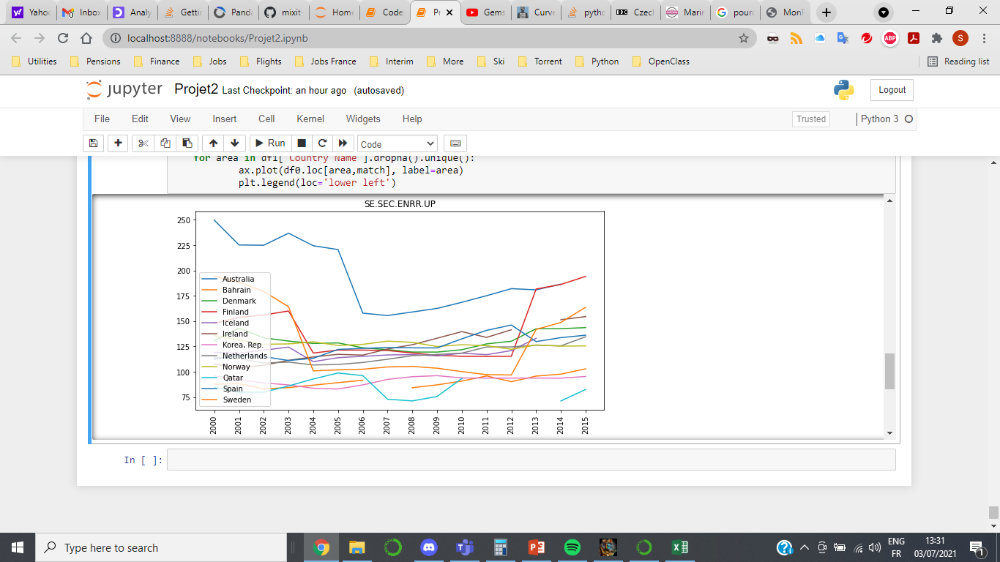 Yahoo
Inbox
Analy
Gettin
Panda
mixit-
Home
Code
Pr
Gems
Curve
pytho
BBC Czech
Marin
pourc
MonP
localhost:8888/notebooks/Projet2.ipynb
ABP
S
Utilities
Pensions
Finance
Jobs
Flights
Jobs France
Interim
More
Ski
Torrent
Python
OpenClass
Reading list
jupyter Projet2 Last Checkpoint: an hour ago (autosaved)
Logout
File
Edit
View
Insert
Cell
Kernel
Widgets
Help
Trusted
Python 3
Run
Code
for area in df1['Country Name'].dropna().unique():
ax.plot(df0.loc[area,match], label=area)
plt.legend(loc='lower left')
SE.SEC.ENRR.UP
250
225
200
175
150
125
100
75
Australia
Bahrain
Denmark
Finland
Iceland
Ireland
Korea, Rep.
Netherlands
Norway
Qatar
Spain
Sweden
2000
2001
2002
2003
2004
2005
2006
2007
2008
2009
2010
2011
2012
2013
2014
2015
In [ ]:
Type here to search
ENG
FR
13:31
03/07/2021
1